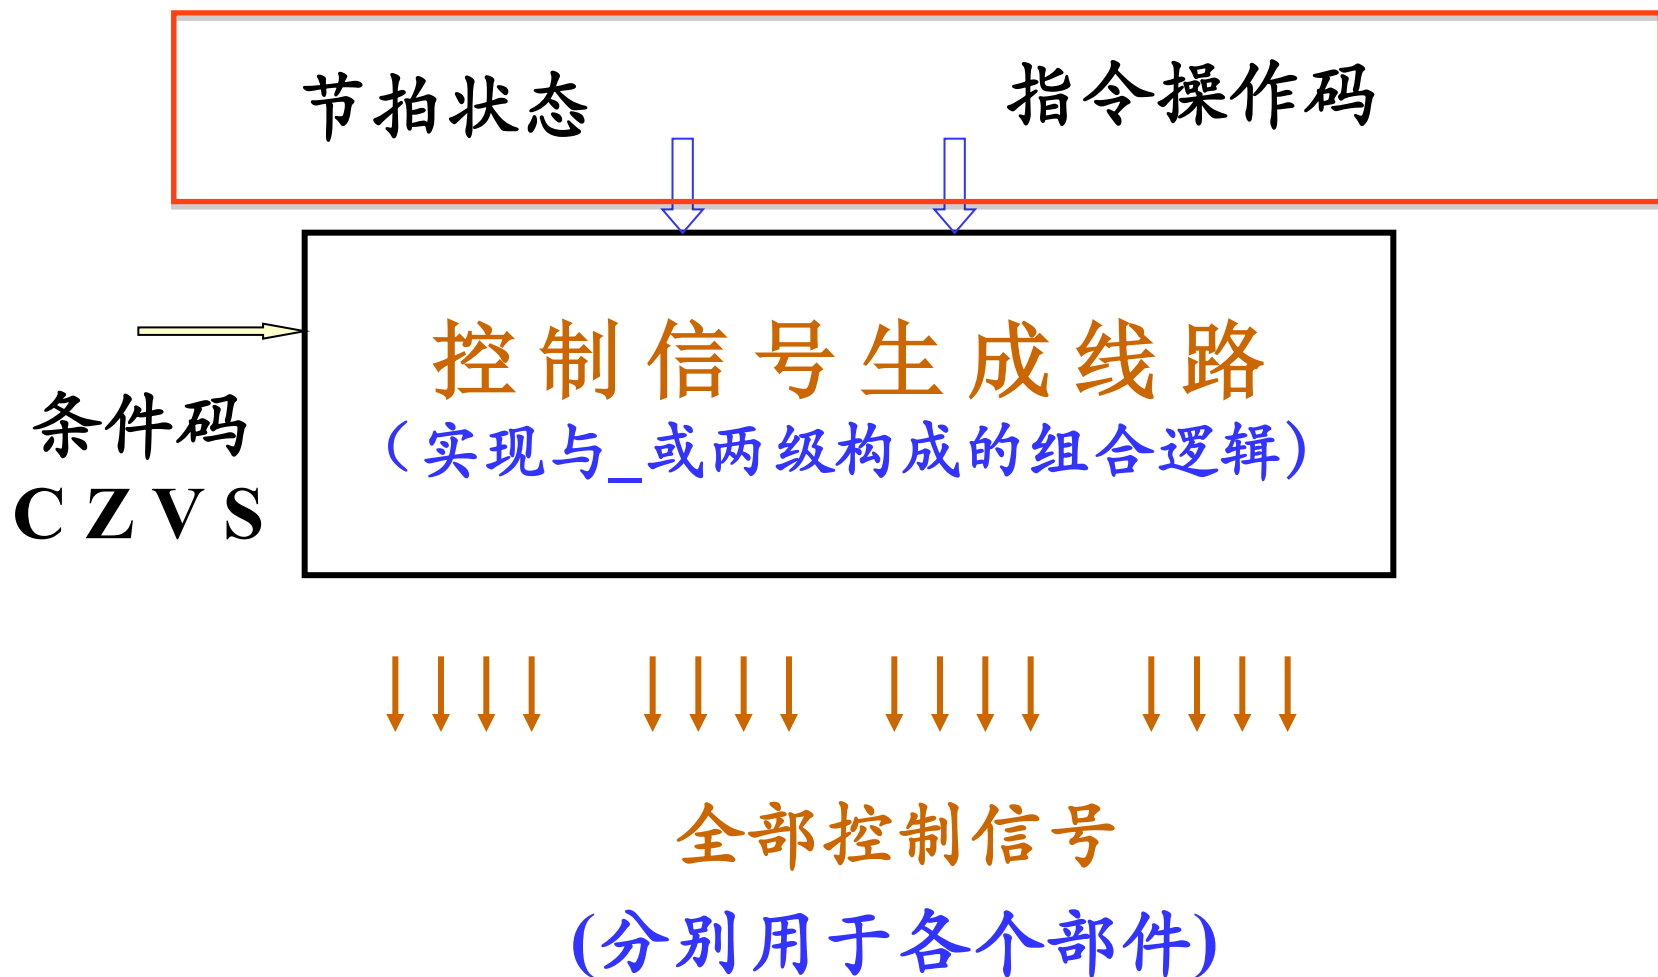 节拍状态 指令操作码
控制信号生成线路
（实现与_或两级构成的组合逻辑）
条件码
C Z V S
全部控制信号
(分别用于各个部件)